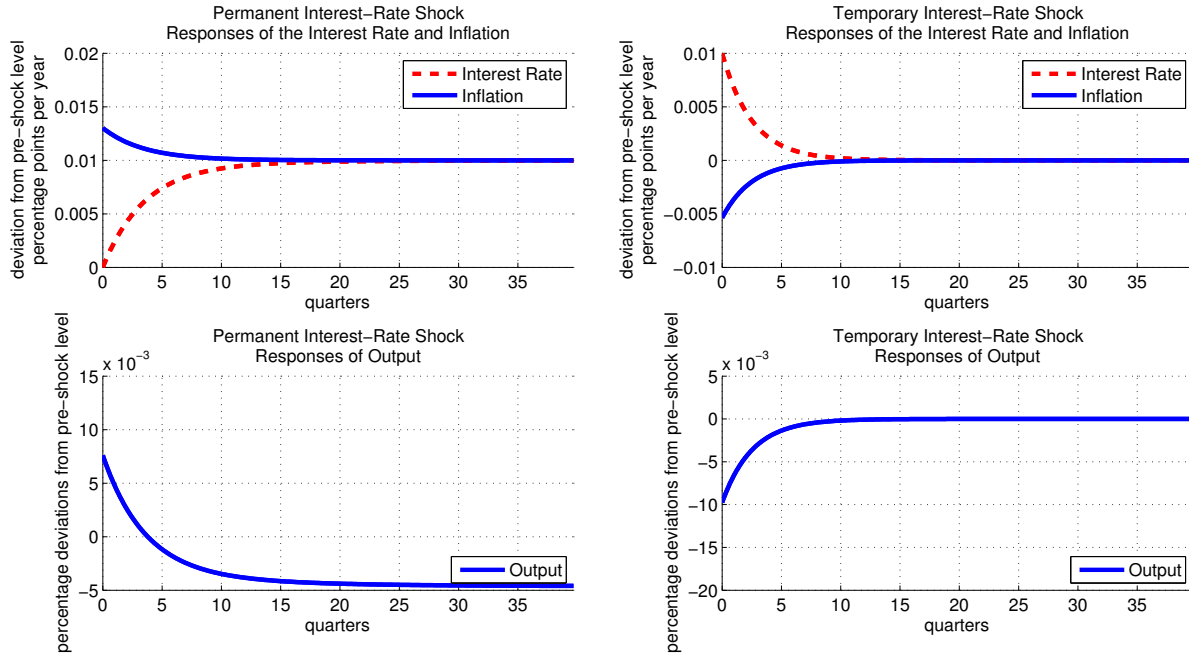 Permanent Interest−Rate Shock
Responses of the Interest Rate and Inflation
deviation from pre−shock level
percentage points per year
0.02
0.015
0.01
0.005
0
Interest Rate
Inflation
0 5 10 15 20 25 30 35
quarters
Temporary Interest−Rate Shock
Responses of the Interest Rate and Inflation
deviation from pre−shock level
percentage points per year
0.01
0.005
0
−0.005
−0.01
Interest Rate
Inflation
0 5 10 15 20 25 30 35
quarters
Permanent Interest−Rate Shock
Responses of Output
percentage deviations from pre−shock level
x 10−3
15
10
5
0
−5
Output
0 5 10 15 20 25 30 35
quarters
Temporary Interest−Rate Shock
Responses of Output
percentage deviations from pre−shock level
x 10−3
5
0
−5
−10
−15
−20
Output
0 5 10 15 20 25 30 35
quarters